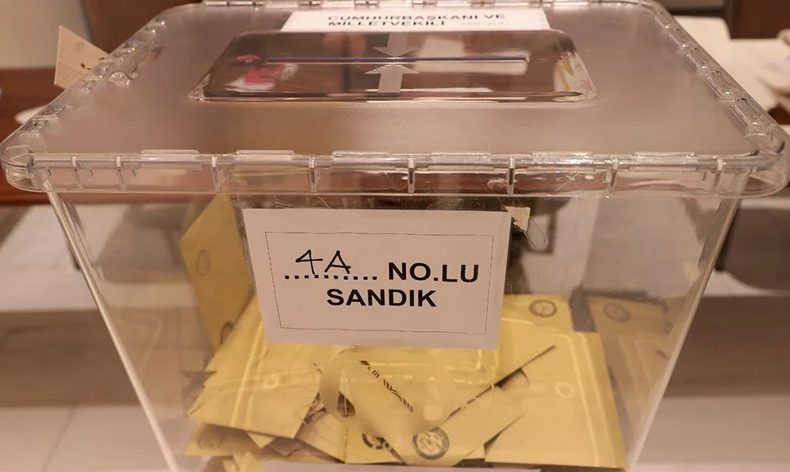 CUMHURBAŞKANI VE
MİLLETVEKİLİ
4A... NO.LU
SANDIK